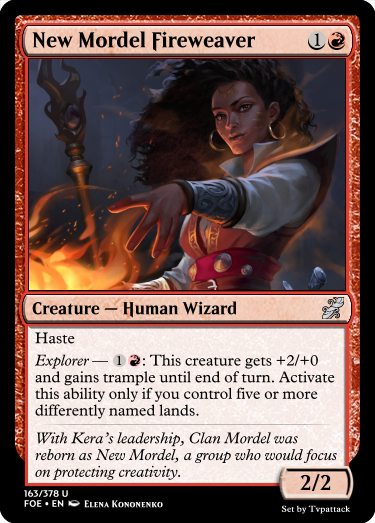 New Mordel Fireweaver 1
Creature — Human Wizard
Haste
Explorer — 1 : This creature gets +2/+0
and gains trample until end of turn. Activate
this ability only if you control five or more
differently named lands.
With Kera's leadership, Clan Mordel was
reborn as New Mordel, a group who would focus
on protecting creativity.
2/2
163/378 U
FOE • EN Elena Kononenko
Set by Tvpattack